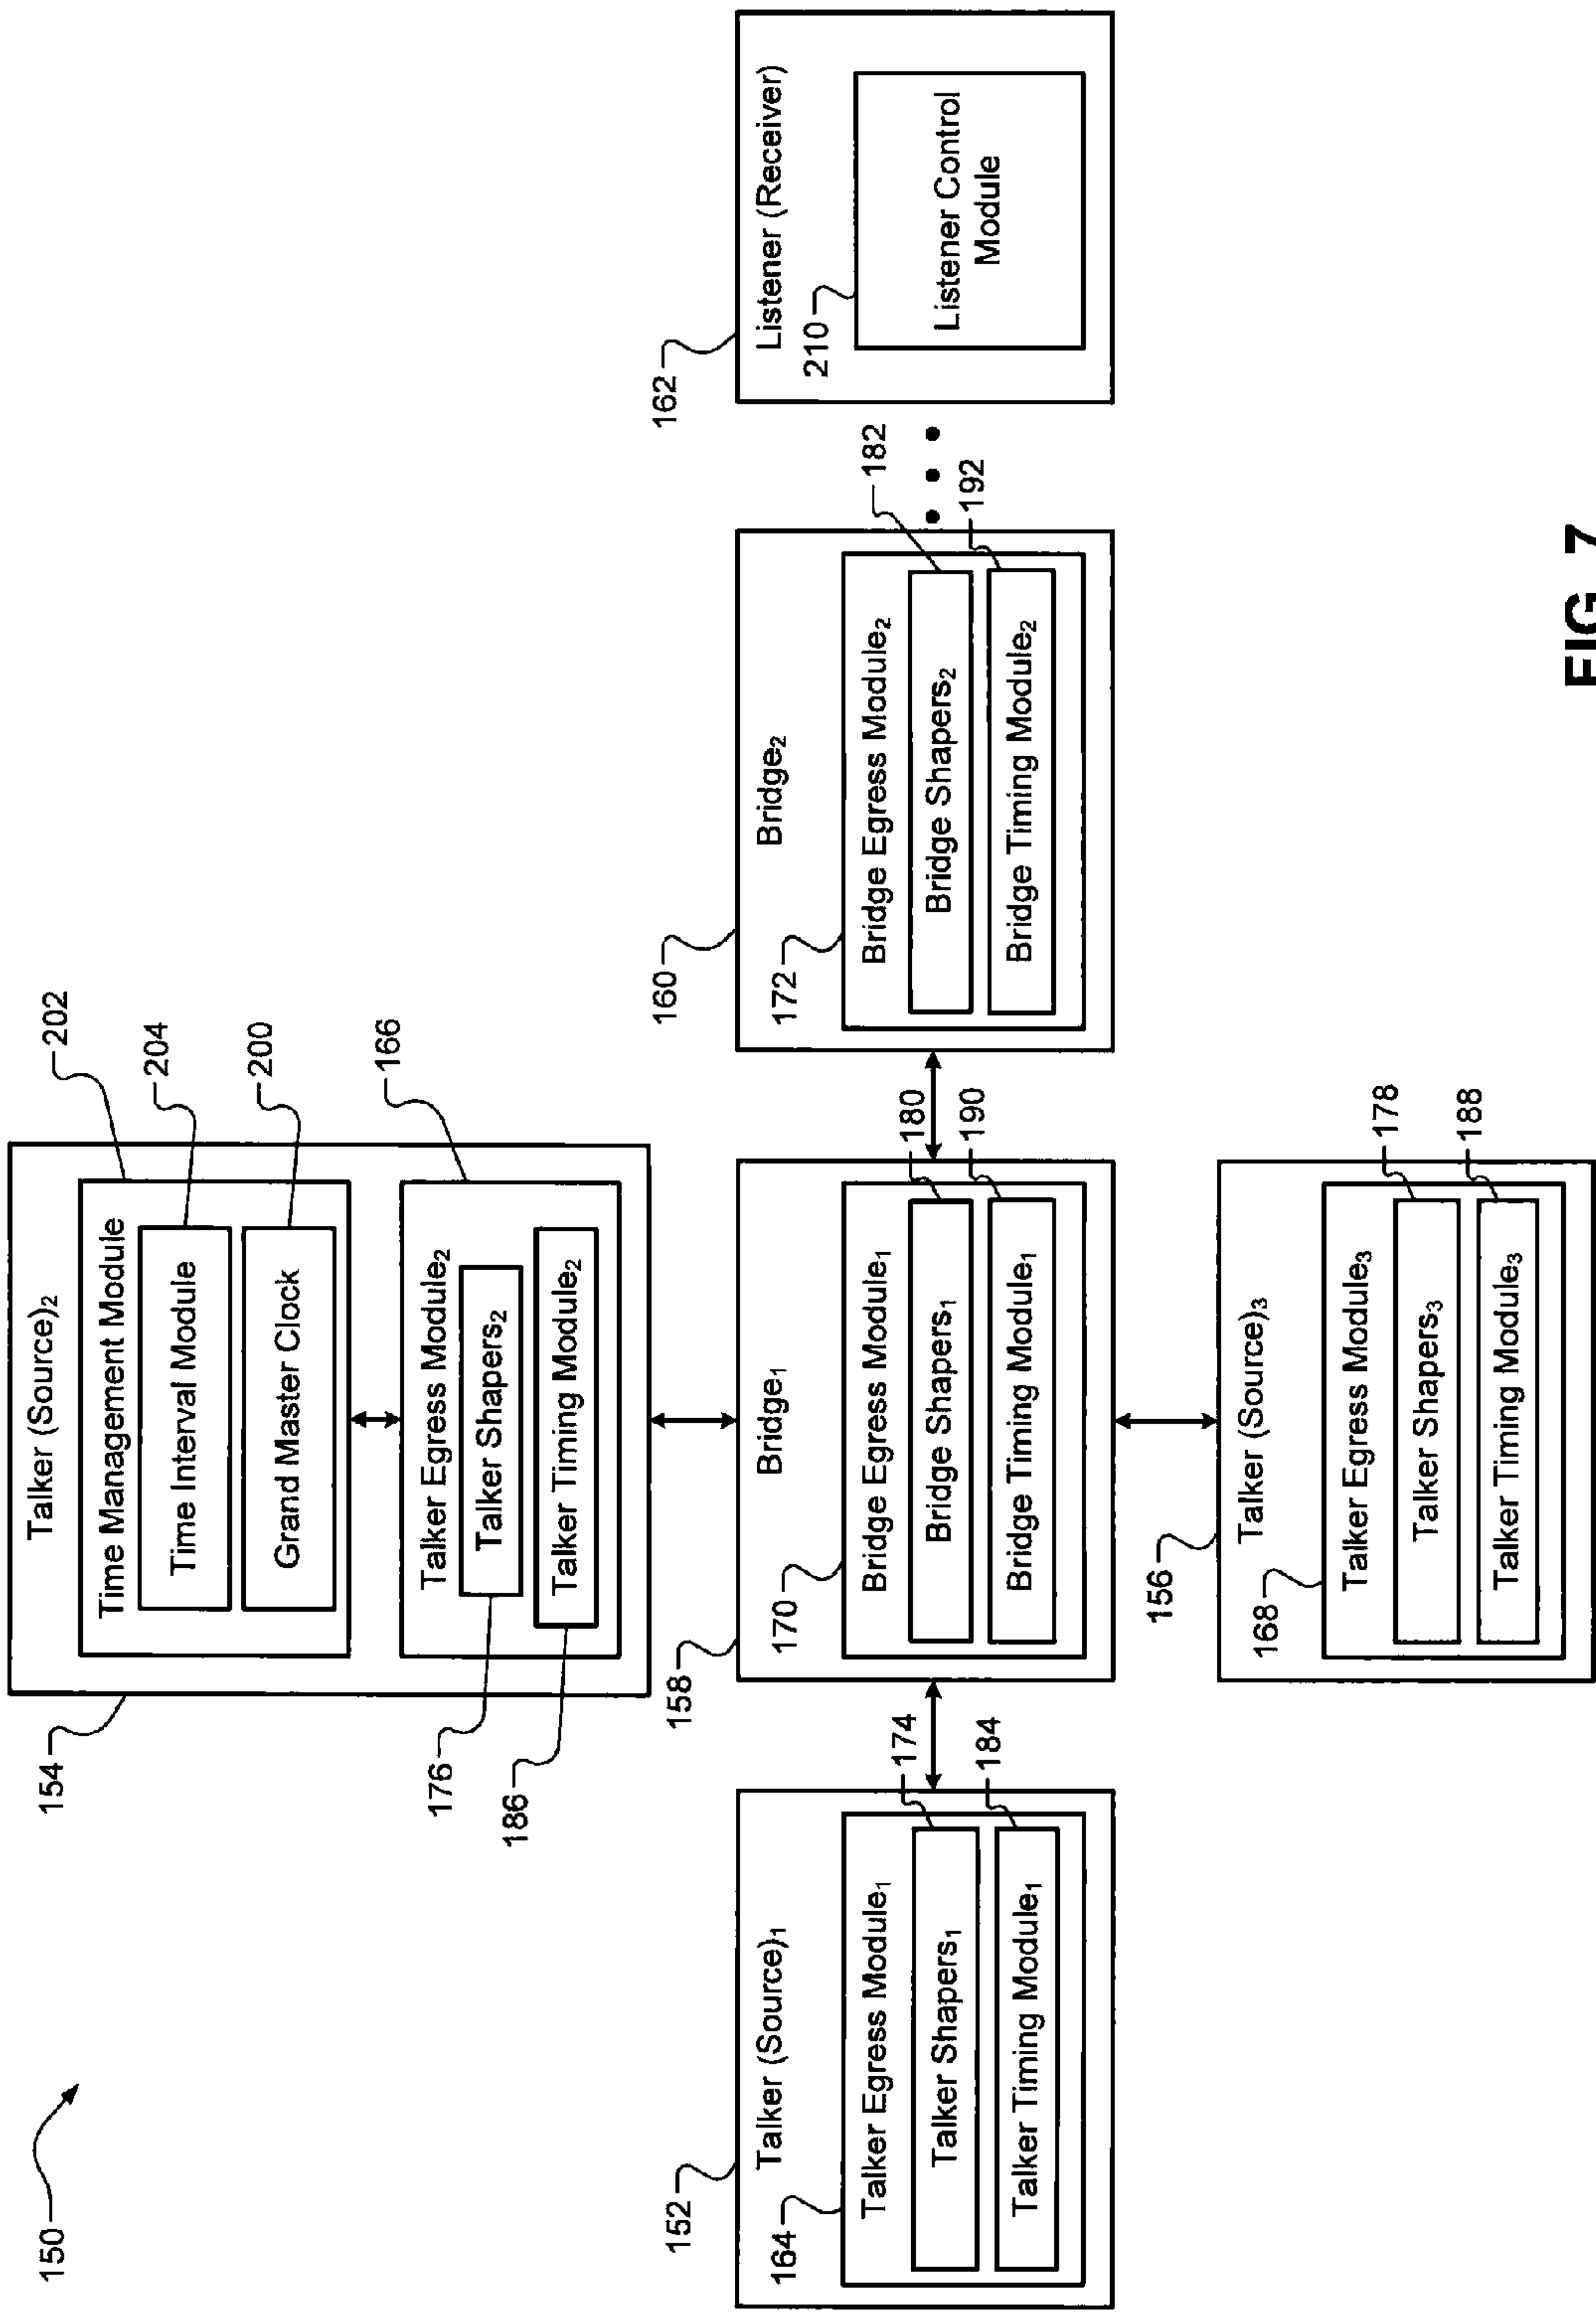 150
154
Talker (Source)₂
Time Management Module
202
Time Interval Module
204
Grand Master Clock
200
Talker Egress Module₂
166
Talker Shapers₂
176
Talker Timing Module₂
186
152
Talker (Source)₁
164
Talker Egress Module₁
Talker Shapers₁
174
Talker Timing Module₁
184
158
Bridge₁
170
Bridge Egress Module₁
Bridge Shapers₁
180
Bridge Timing Module₁
190
160
Bridge₂
172
Bridge Egress Module₂
Bridge Shapers₂
182
Bridge Timing Module₂
192
162
Listener (Receiver)
210
Listener Control
Module
156
Talker (Source)₃
168
Talker Egress Module₃
Talker Shapers₃
178
Talker Timing Module₃
188
FIG. 7